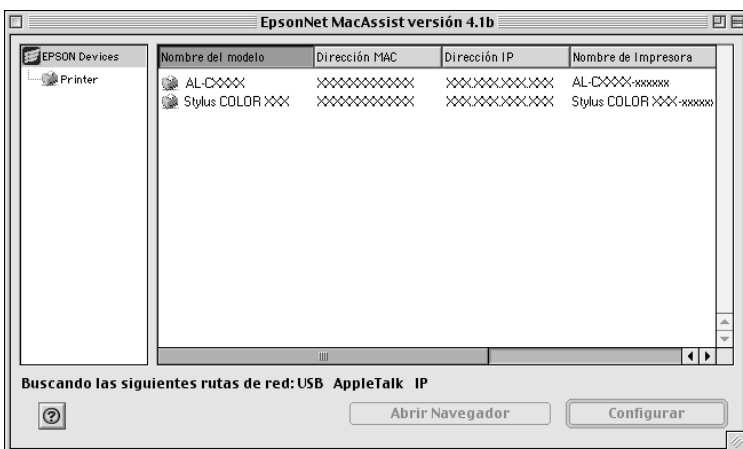 EpsonNet MacAssist versión 4.1b
EPSON Devices
Printer
Nombre del modelo Dirección MAC Dirección IP Nombre de Impresora
AL-CXXXX XXXXXXXXXXXX XXX.XXX.XXX.XXX AL-CXXXX-xxxxxx
Stylus COLOR XXX XXXXXXXXXXXX XXX.XXX.XXX.XXX Stylus COLOR XXX-xxxxxx
Buscando las siguientes rutas de red: USB AppleTalk IP
Abrir Navegador Configurar